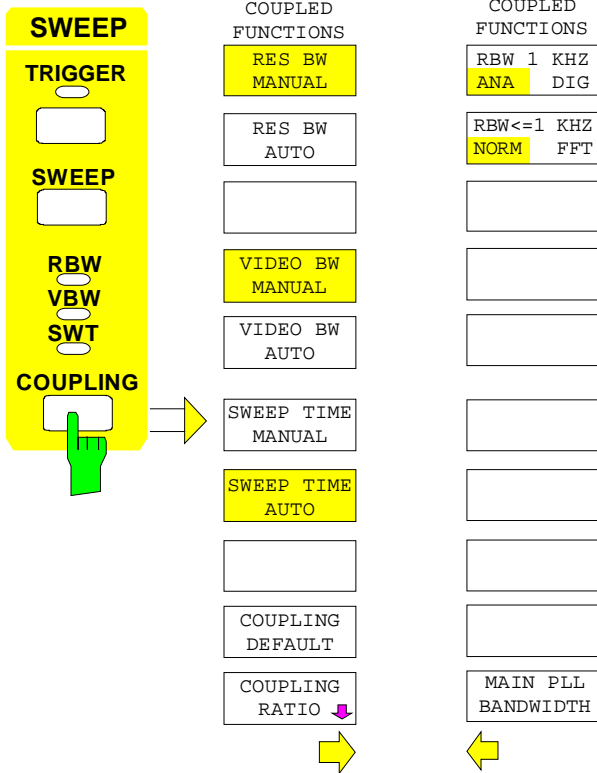 SWEEP
TRIGGER
SWEEP
RBW
VBW
SWT
COUPLING
COUPLED
FUNCTIONS
RES BW
MANUAL
RES BW
AUTO
VIDEO BW
MANUAL
VIDEO BW
AUTO
SWEEP TIME
MANUAL
SWEEP TIME
AUTO
COUPLING
DEFAULT
COUPLING
RATIO
COUPLED
FUNCTIONS
RBW 1 KHZ
ANA DIG
RBW<=1 KHZ
NORM FFT
MAIN PLL
BANDWIDTH